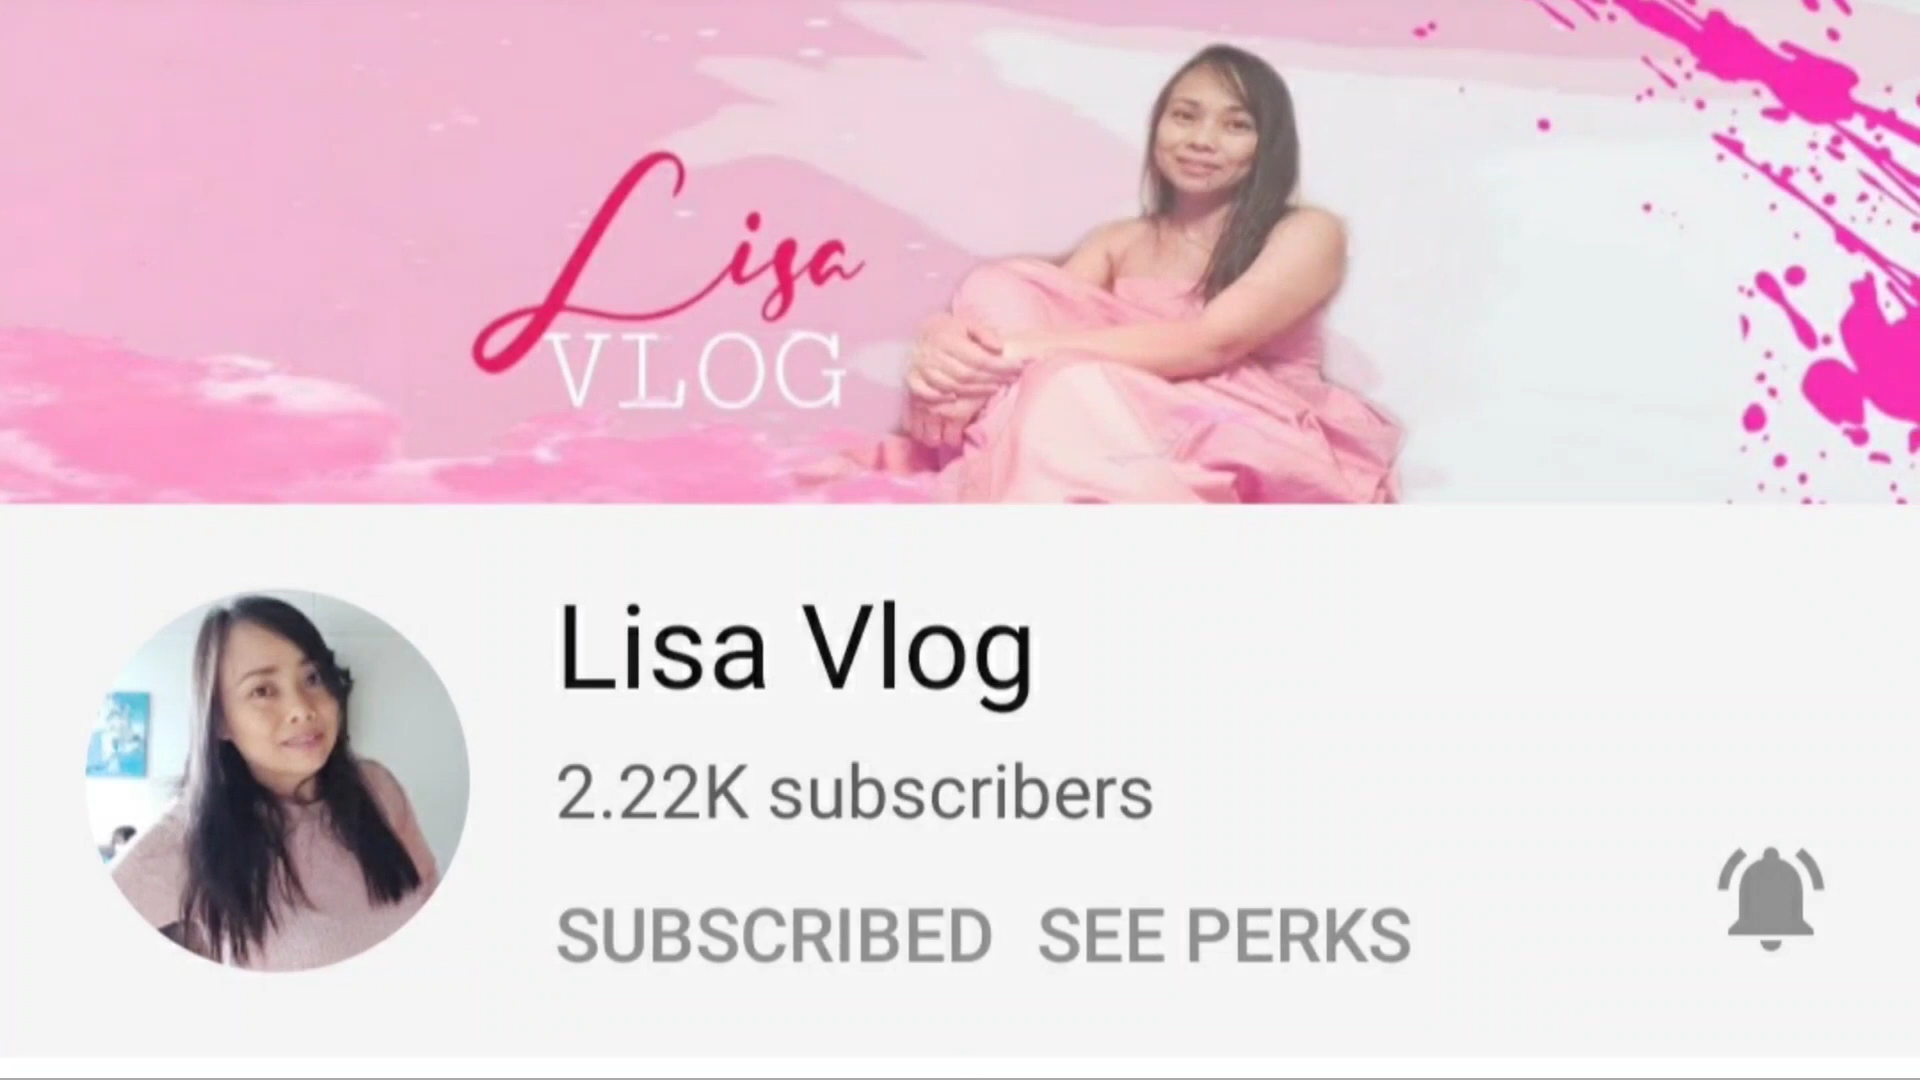 Lisa
VLOG
Lisa Vlog
2.22K subscribers
SUBSCRIBED SEE PERKS